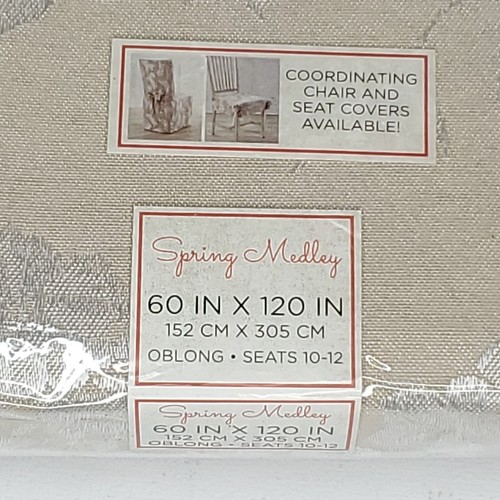 COORDINATING
CHAIR AND
SEAT COVERS
AVAILABLE!
Spring Medley
60 IN X 120 IN
152 CM X 305 CM
OBLONG • SEATS 10-12
Spring Medley
60 IN X 120 IN
152 CM X 305 CM
OBLONG • SEATS 10-12